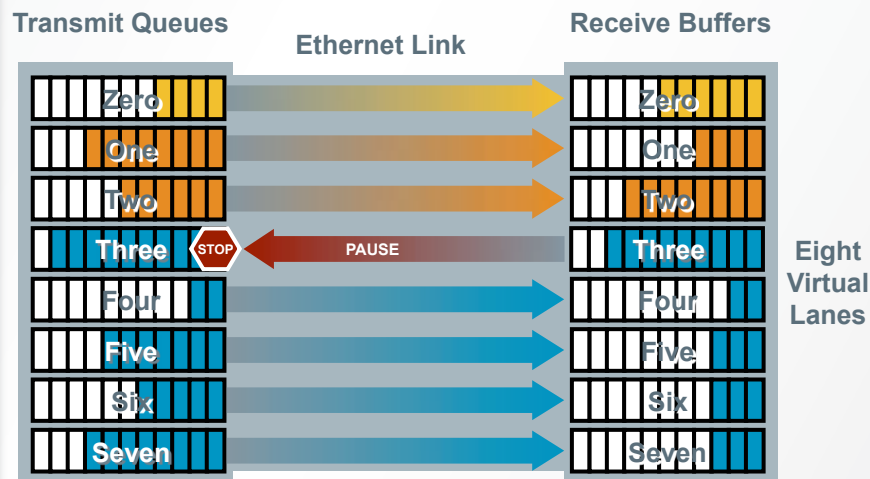 Transmit Queues
Ethernet Link
Receive Buffers
Zero
Zero
One
One
Two
Two
Three
STOP
PAUSE
Three
Four
Four
Five
Five
Six
Six
Seven
Seven
Eight
Virtual
Lanes